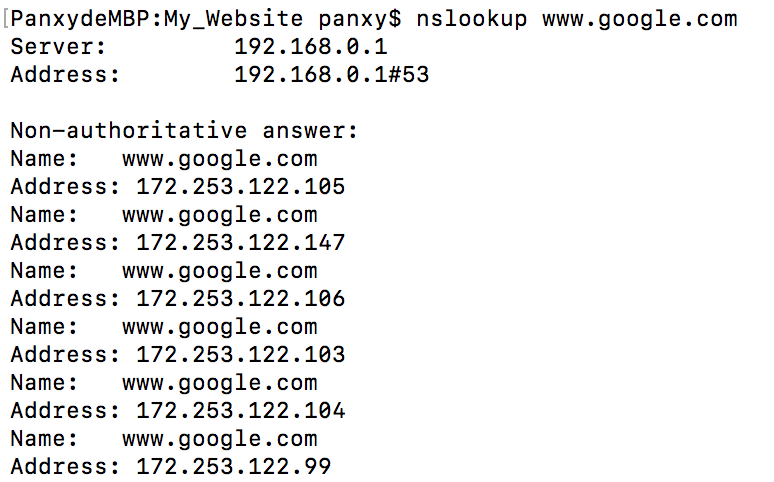 [PanxydeMBP:My_Website panxy$ nslookup www.google.com
Server:		192.168.0.1
Address:	192.168.0.1#53

Non-authoritative answer:
Name:	www.google.com
Address: 172.253.122.105
Name:	www.google.com
Address: 172.253.122.147
Name:	www.google.com
Address: 172.253.122.106
Name:	www.google.com
Address: 172.253.122.103
Name:	www.google.com
Address: 172.253.122.104
Name:	www.google.com
Address: 172.253.122.99